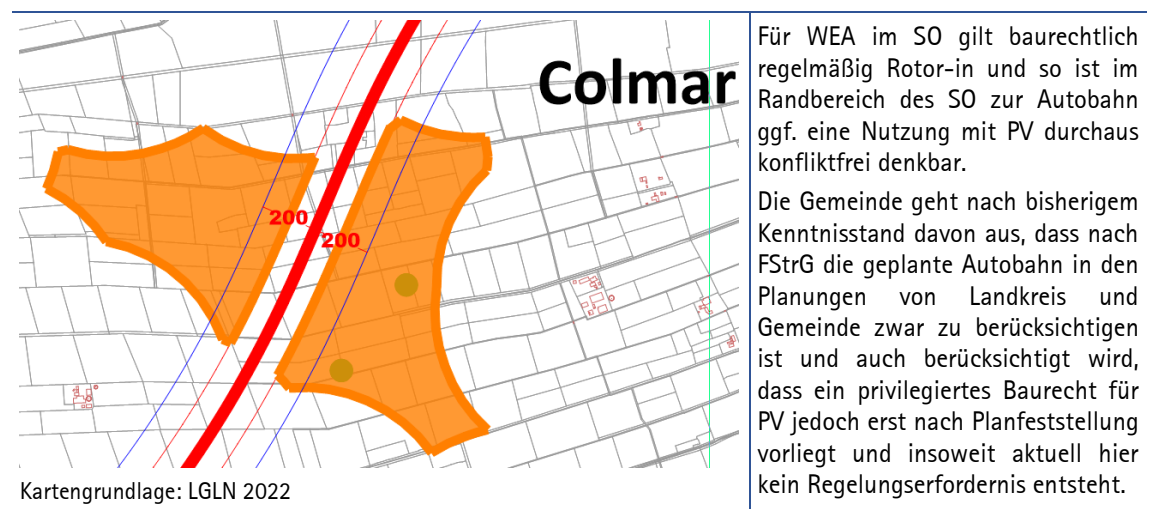 Colmar
200
200
Kartengrundlage: LGLN 2022
Für WEA im SO gilt baurechtlich
regelmäßig Rotor-in und so ist im
Randbereich des SO zur Autobahn
ggf. eine Nutzung mit PV durchaus
konfliktfrei denkbar.
Die Gemeinde geht nach bisherigem
Kenntnisstand davon aus, dass nach
FStrG die geplante Autobahn in den
Planungen von Landkreis und
Gemeinde zwar zu berücksichtigen
ist und auch berücksichtigt wird,
dass ein privilegiertes Baurecht für
PV jedoch erst nach Planfeststellung
vorliegt und insoweit aktuell hier
kein Regelungserfordernis entsteht.